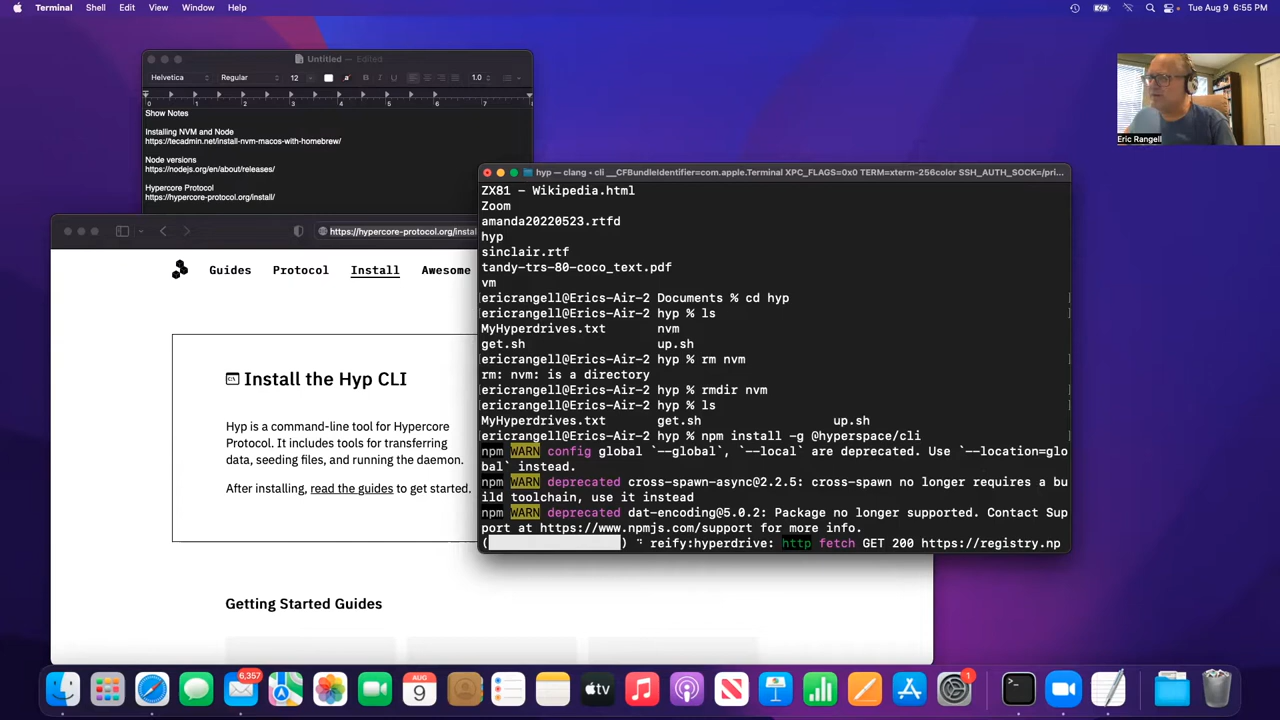 Terminal Shell Edit View Window Help
Tue Aug 9 6:55 PM
Untitled — Edited
Helvetica Regular 12 B I U 1.0
0 1 2 3 4 5 6 7 8
Show Notes
Installing NVM and Node
https://tecadmin.net/install-nvm-macos-with-homebrew/
Node versions
https://nodejs.org/en/about/releases/
Hypercore Protocol
https://hypercore-protocol.org/install/
https://hypercore-protocol.org/instal
Guides Protocol Install Awesome
Install the Hyp CLI
Hyp is a command-line tool for Hypercore
Protocol. It includes tools for transferring
data, seeding files, and running the daemon.
After installing, read the guides to get started.
Getting Started Guides
hyp — clang ◂ cli __CFBundleIdentifier=com.apple.Terminal XPC_FLAGS=0x0 TERM=xterm-256color SSH_AUTH_SOCK=/pri...
ZX81 - Wikipedia.html
Zoom
amanda20220523.rtfd
hyp
sinclair.rtf
tandy-trs-80-coco_text.pdf
vm
ericrangell@Erics-Air-2 Documents % cd hyp
ericrangell@Erics-Air-2 hyp % ls
MyHyperdrives.txt nvm
get.sh up.sh
ericrangell@Erics-Air-2 hyp % rm nvm
rm: nvm: is a directory
ericrangell@Erics-Air-2 hyp % rmdir nvm
ericrangell@Erics-Air-2 hyp % ls
MyHyperdrives.txt get.sh up.sh
ericrangell@Erics-Air-2 hyp % npm install -g @hyperspace/cli
npm WARN config global `--global`, `--local` are deprecated. Use `--location=glo
bal` instead.
npm WARN deprecated cross-spawn-async@2.2.5: cross-spawn no longer requires a bu
ild toolchain, use it instead
npm WARN deprecated dat-encoding@5.0.2: Package no longer supported. Contact Sup
port at https://www.npmjs.com/support for more info.
( ) ⠙ reify:hyperdrive: http fetch GET 200 https://registry.np
Eric Rangell
6,357
AUG
9
tv
1